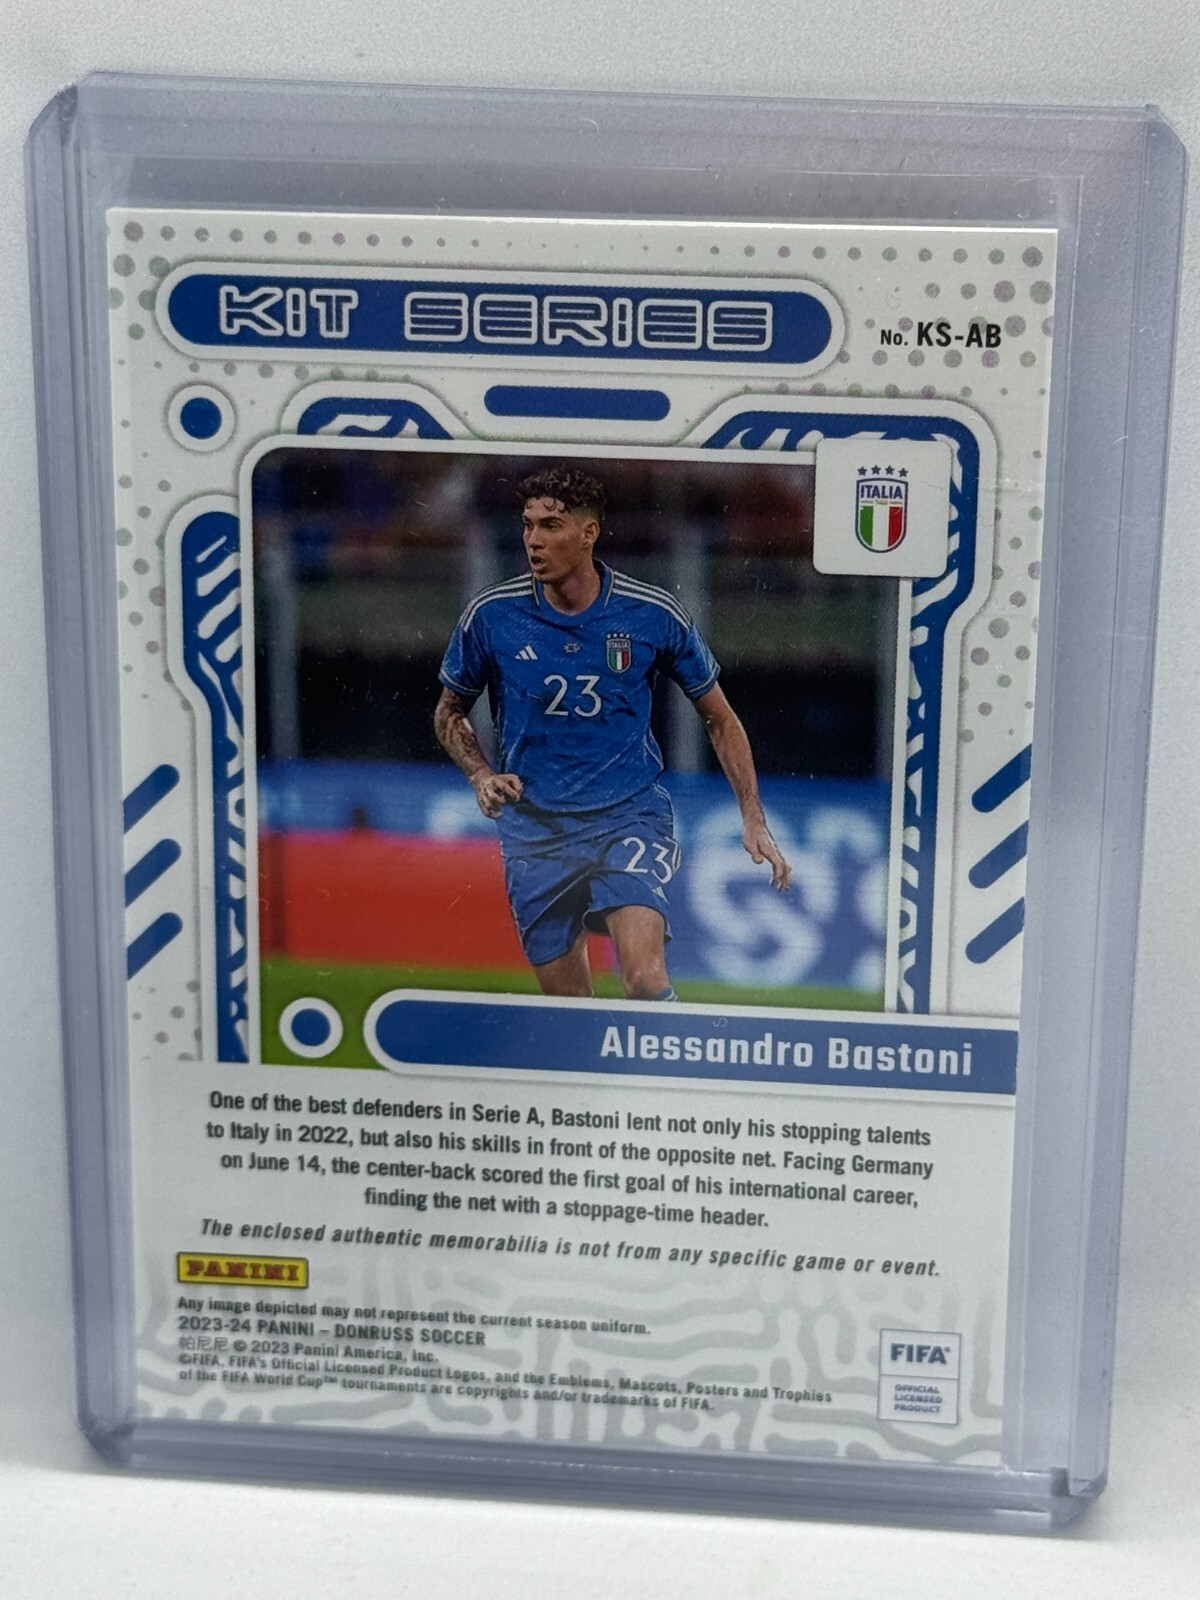 KIT SERIES
No. KS-AB
ITALIA
ITALIA
23
23
Alessandro Bastoni
One of the best defenders in Serie A, Bastoni lent not only his stopping talents
to Italy in 2022, but also his skills in front of the opposite net. Facing Germany
on June 14, the center-back scored the first goal of his international career,
finding the net with a stoppage-time header.
The enclosed authentic memorabilia is not from any specific game or event.
PANINI
Any image depicted may not represent the current season uniform.
2023-24 PANINI – DONRUSS SOCCER
帕尼尼 © 2023 Panini America, Inc.
©FIFA, FIFA's Official Licensed Product Logos, and the Emblems, Mascots, Posters and Trophies
of the FIFA World Cup™ tournaments are copyrights and/or trademarks of FIFA.
FIFA®
OFFICIAL
LICENSED
PRODUCT